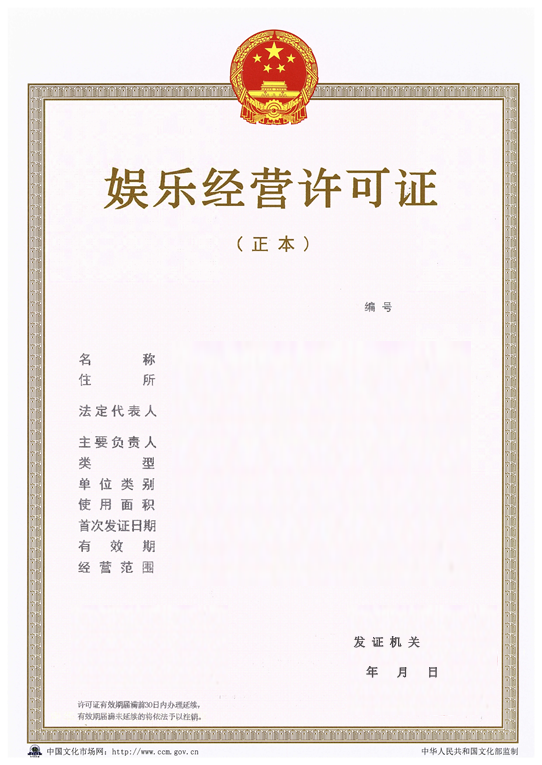 娱乐经营许可证
（正本）
编号
名称
住所
法定代表人
主要负责人
类型
单位类别
使用面积
首次发证日期
有效期
经营范围
发证机关
年 月 日
许可证有效期届满前30日内办理延续，
有效期届满未延续的将依法予以注销。
中国文化市场网：http://www.ccm.gov.cn 中华人民共和国文化部监制